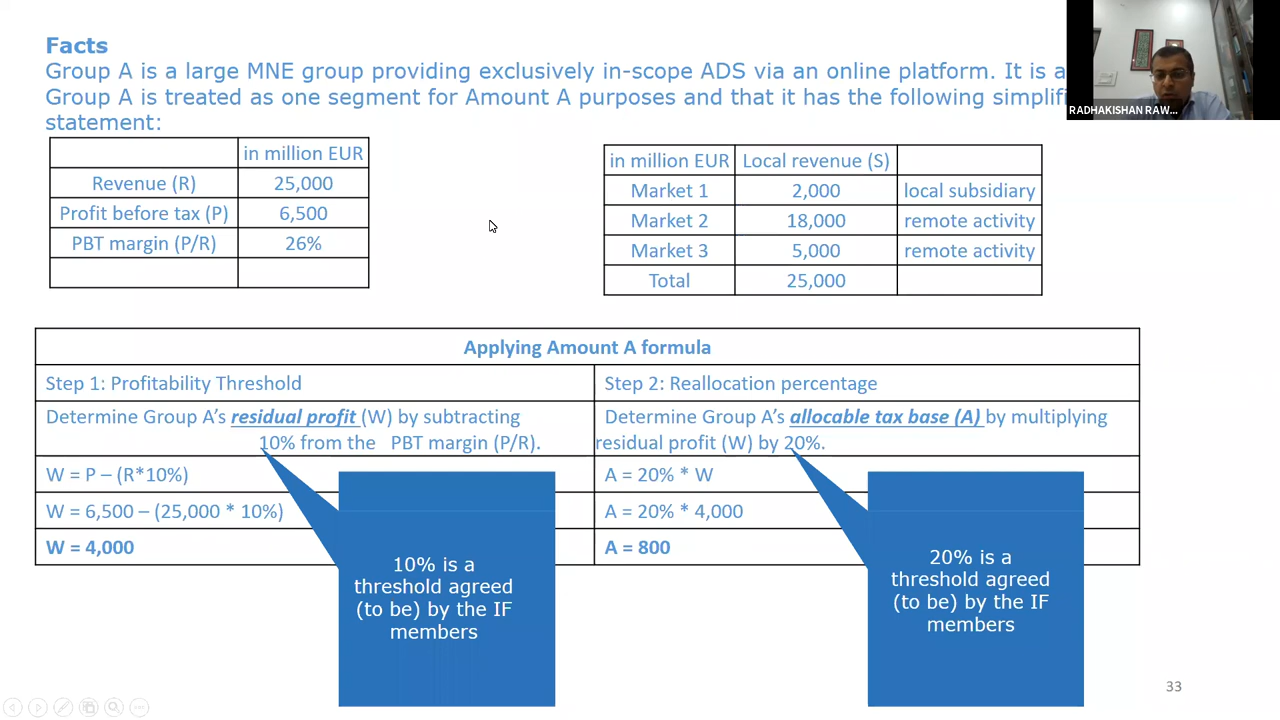 Facts
Group A is a large MNE group providing exclusively in-scope ADS via an online platform. It is a
Group A is treated as one segment for Amount A purposes and that it has the following simplifi
statement:
in million EUR
Revenue (R) 25,000
Profit before tax (P) 6,500
PBT margin (P/R) 26%
in million EUR Local revenue (S)
Market 1 2,000 local subsidiary
Market 2 18,000 remote activity
Market 3 5,000 remote activity
Total 25,000
Applying Amount A formula
Step 1: Profitability Threshold
Determine Group A's residual profit (W) by subtracting
10% from the PBT margin (P/R).
W = P – (R*10%)
W = 6,500 – (25,000 * 10%)
W = 4,000
Step 2: Reallocation percentage
Determine Group A's allocable tax base (A) by multiplying
residual profit (W) by 20%.
A = 20% * W
A = 20% * 4,000
A = 800
10% is a
threshold agreed
(to be) by the IF
members
20% is a
threshold agreed
(to be) by the IF
members
33
RADHAKISHAN RAW...